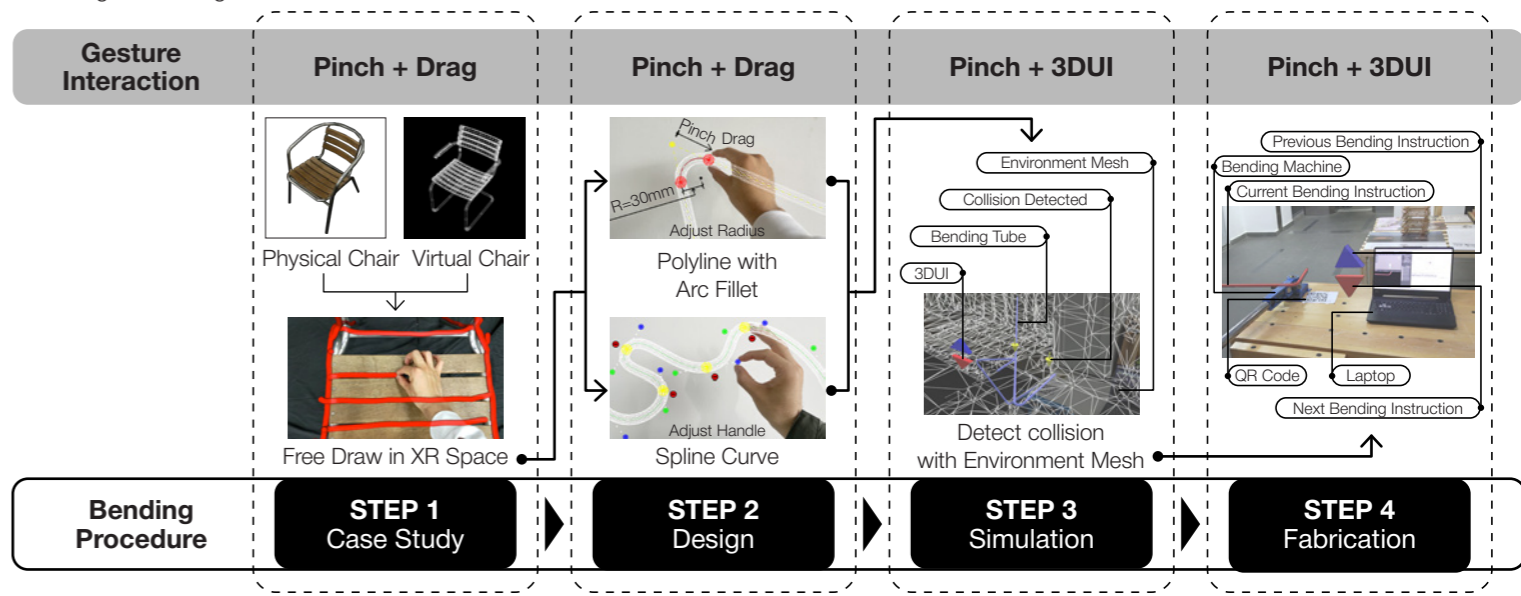 Gesture
Interaction
Pinch + Drag
Pinch + Drag
Pinch + 3DUI
Pinch + 3DUI
Physical Chair
Virtual Chair
Free Draw in XR Space
Pinch
Drag
R=30mm
Adjust Radius
Polyline with
Arc Fillet
Adjust Handle
Spline Curve
Environment Mesh
Collision Detected
Bending Tube
3DUI
Detect collision
with Environment Mesh
Previous Bending Instruction
Bending Machine
Current Bending Instruction
QR Code
Laptop
Next Bending Instruction
Bending
Procedure
STEP 1
Case Study
STEP 2
Design
STEP 3
Simulation
STEP 4
Fabrication